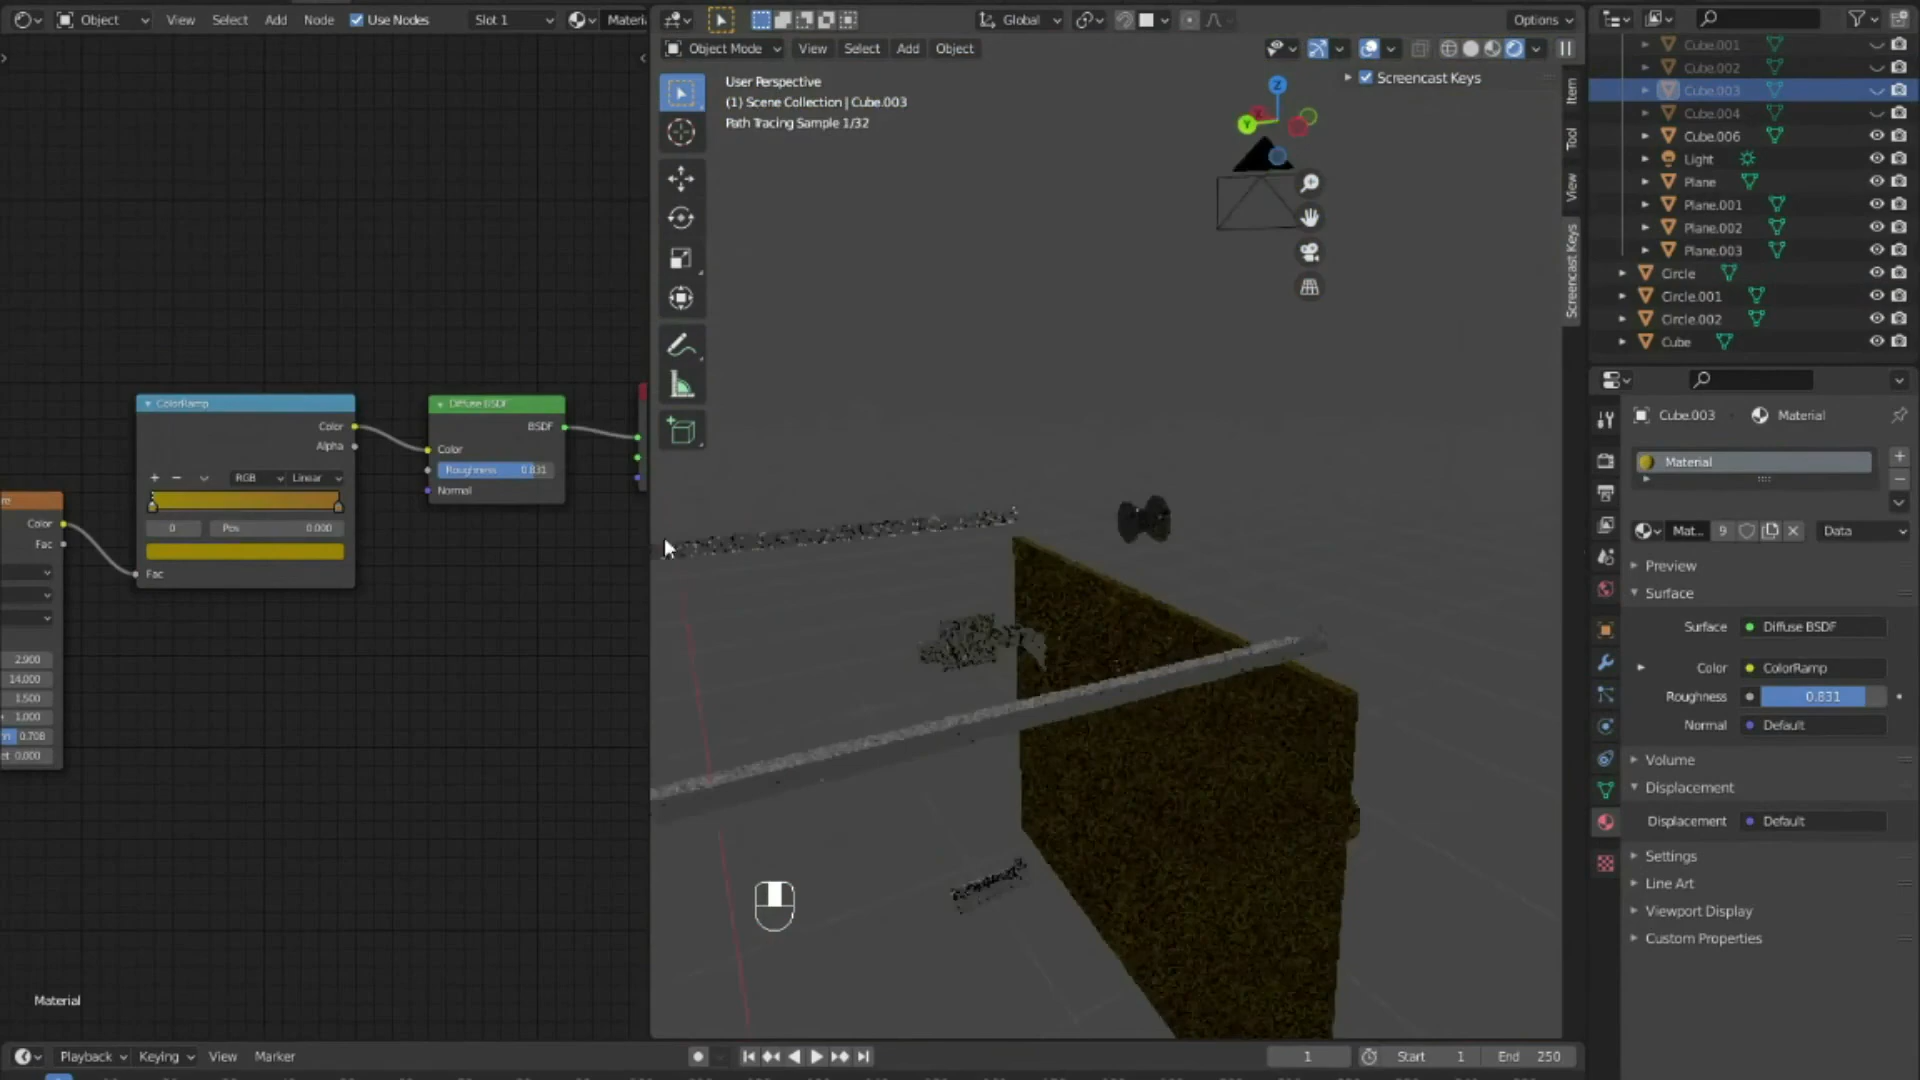 Object View Select Add Node Use Nodes Slot 1 Materi
Global Options
Object Mode View Select Add Object
User Perspective
(1) Scene Collection | Cube.003
Path Tracing Sample 1/32
Screencast Keys
Item
Tool
View
Screencast Keys
Z
Y
Cube.001
Cube.002
Cube.003
Cube.004
Cube.006
Light
Plane
Plane.001
Plane.002
Plane.003
Circle
Circle.001
Circle.002
Cube
Cube.003 Material
Material
Mat... 9 Data
Preview
Surface
Surface Diffuse BSDF
Color ColorRamp
Roughness 0.831
Normal Default
Volume
Displacement
Displacement Default
Settings
Line Art
Viewport Display
Custom Properties
ColorRamp
Color
Alpha
RGB Linear
0 Pos 0.000
Fac
Diffuse BSDF
BSDF
Color
Roughness 0.831
Normal
re
Color
Fac
2.900
14.000
1.500
1.000
0.708
0.000
Material
Playback Keying View Marker
1 Start 1 End 250